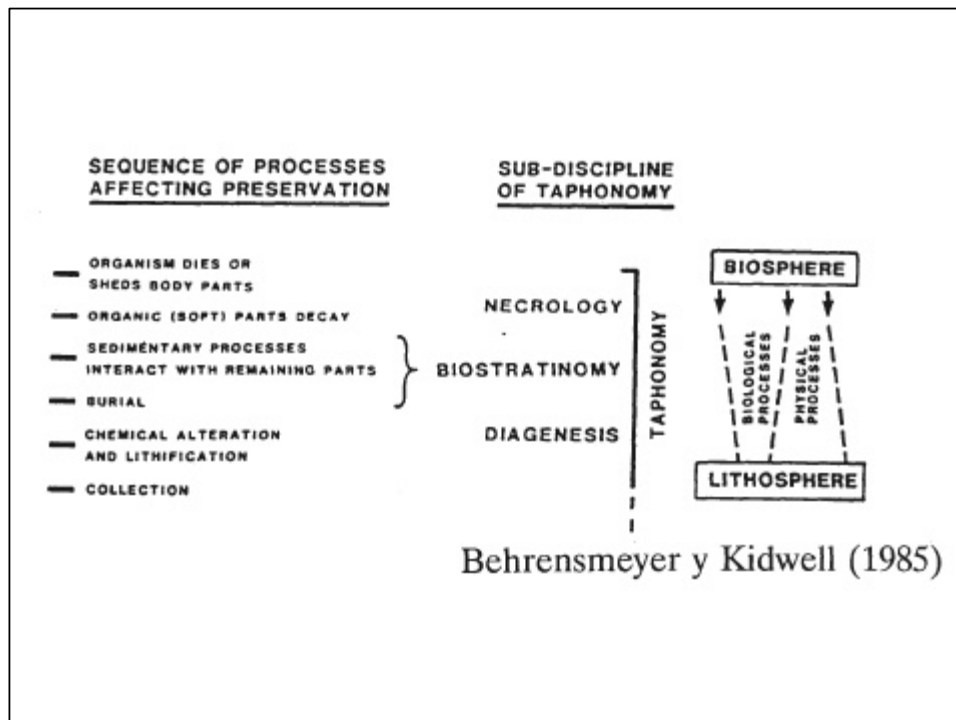 SEQUENCE OF PROCESSES
AFFECTING PRESERVATION
ORGANISM DIES OR
SHEDS BODY PARTS
ORGANIC (SOFT) PARTS DECAY
SEDIMENTARY PROCESSES
INTERACT WITH REMAINING PARTS
BURIAL
CHEMICAL ALTERATION
AND LITHIFICATION
COLLECTION
SUB-DISCIPLINE
OF TAPHONOMY
NECROLOGY
BIOSTRATINOMY
DIAGENESIS
TAPHONOMY
BIOSPHERE
BIOLOGICAL
PROCESSES
PHYSICAL
PROCESSES
LITHOSPHERE
Behrensmeyer y Kidwell (1985)